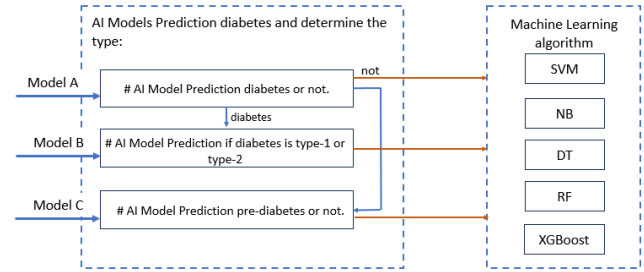 AI Models Prediction diabetes and determine the
type:
Model A
# AI Model Prediction diabetes or not.
not
diabetes
Model B
# AI Model Prediction if diabetes is type-1 or
type-2
Model C
# AI Model Prediction pre-diabetes or not.
Machine Learning
algorithm
SVM
NB
DT
RF
XGBoost